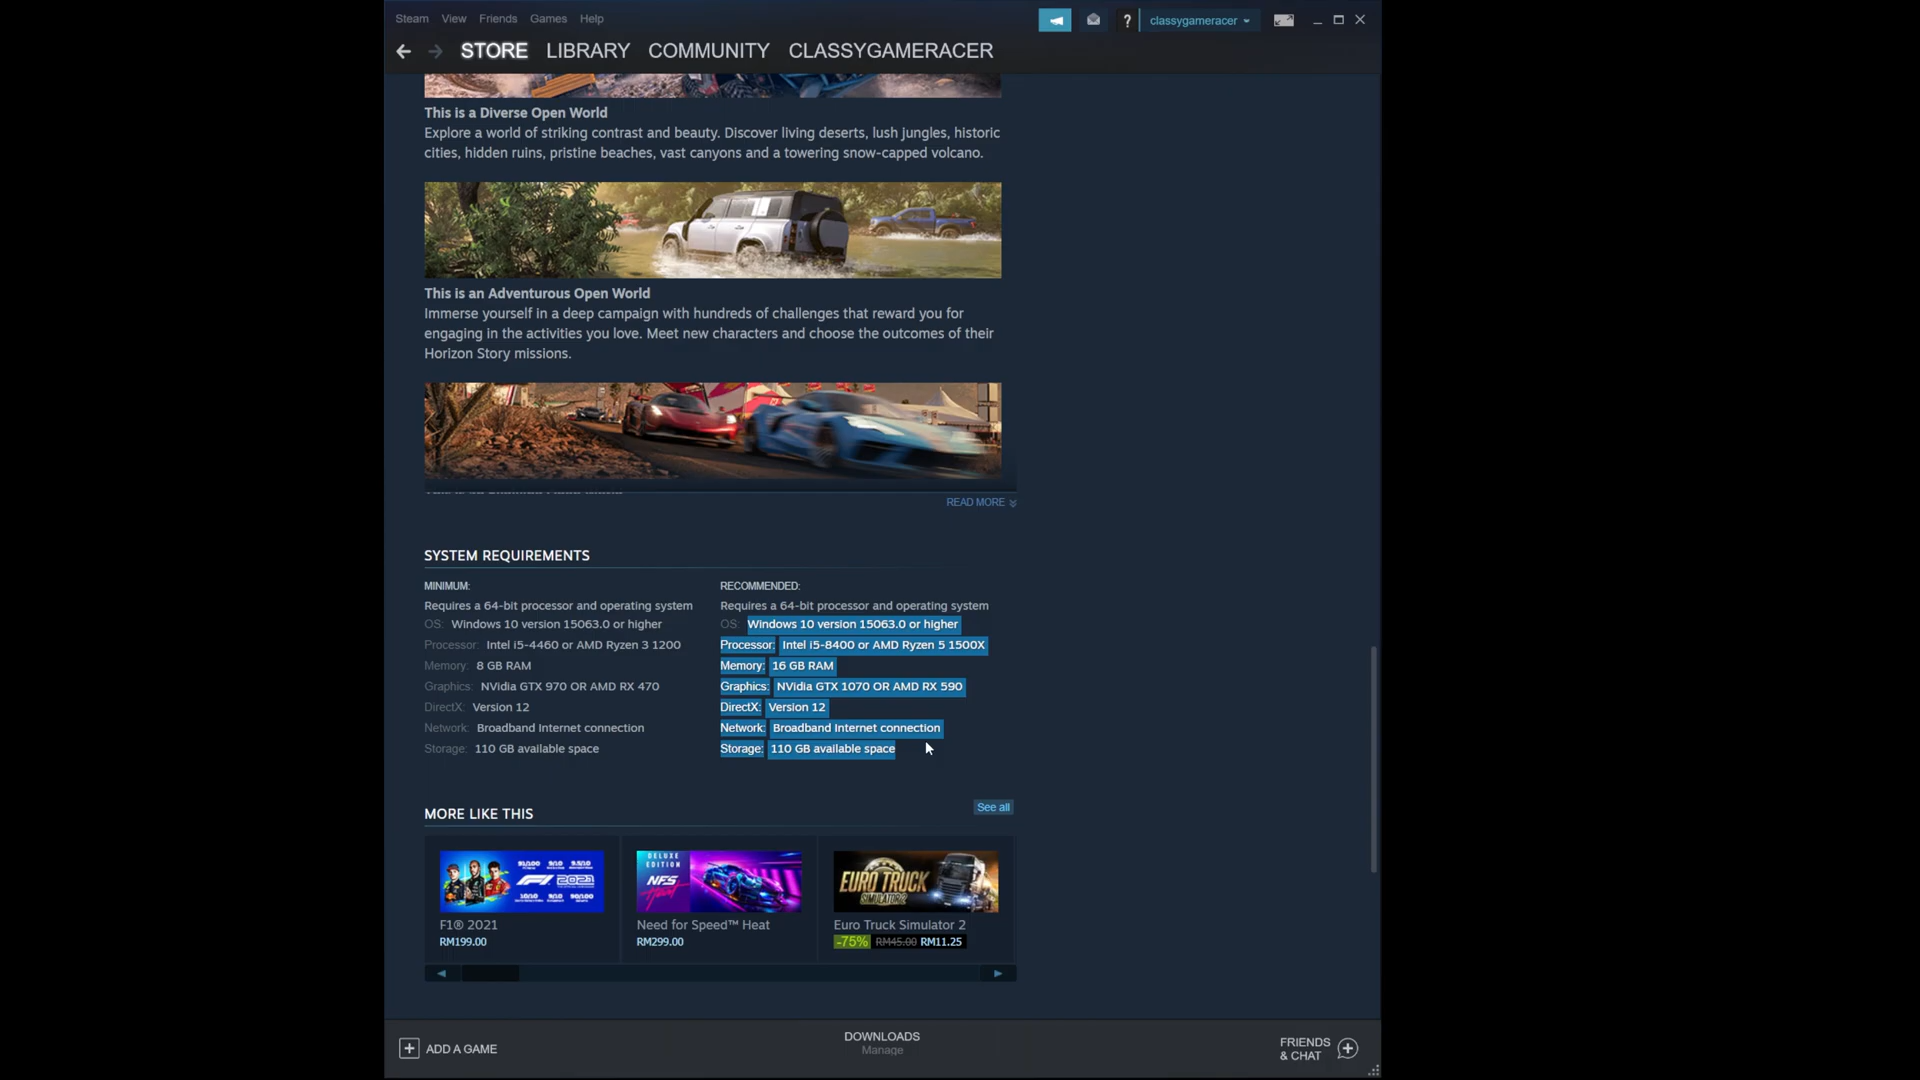 Steam View Friends Games Help
? classygameracer
STORE LIBRARY COMMUNITY CLASSYGAMERACER
This is a Diverse Open World
Explore a world of striking contrast and beauty. Discover living deserts, lush jungles, historic
cities, hidden ruins, pristine beaches, vast canyons and a towering snow-capped volcano.
This is an Adventurous Open World
Immerse yourself in a deep campaign with hundreds of challenges that reward you for
engaging in the activities you love. Meet new characters and choose the outcomes of their
Horizon Story missions.
READ MORE
SYSTEM REQUIREMENTS
MINIMUM:
Requires a 64-bit processor and operating system
OS: Windows 10 version 15063.0 or higher
Processor: Intel i5-4460 or AMD Ryzen 3 1200
Memory: 8 GB RAM
Graphics: NVidia GTX 970 OR AMD RX 470
DirectX: Version 12
Network: Broadband Internet connection
Storage: 110 GB available space
RECOMMENDED:
Requires a 64-bit processor and operating system
OS: Windows 10 version 15063.0 or higher
Processor: Intel i5-8400 or AMD Ryzen 5 1500X
Memory: 16 GB RAM
Graphics: NVidia GTX 1070 OR AMD RX 590
DirectX: Version 12
Network: Broadband Internet connection
Storage: 110 GB available space
MORE LIKE THIS
See all
F1 2021
F1® 2021
RM199.00
DELUXE
EDITION
NFS
Heat
Need for Speed™ Heat
RM299.00
EURO TRUCK
SIMULATOR 2
Euro Truck Simulator 2
-75% RM45.00 RM11.25
ADD A GAME
DOWNLOADS
Manage
FRIENDS
& CHAT